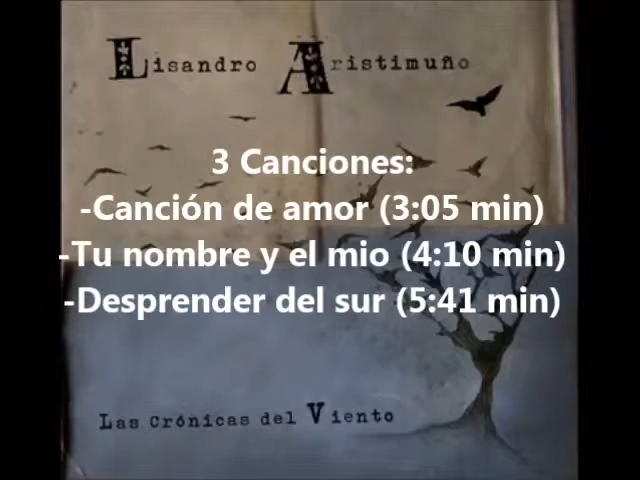 Lisandro Aristimuño
3 Canciones:
-Canción de amor (3:05 min)
-Tu nombre y el mio (4:10 min)
-Desprender del sur (5:41 min)
Las Crónicas del Viento